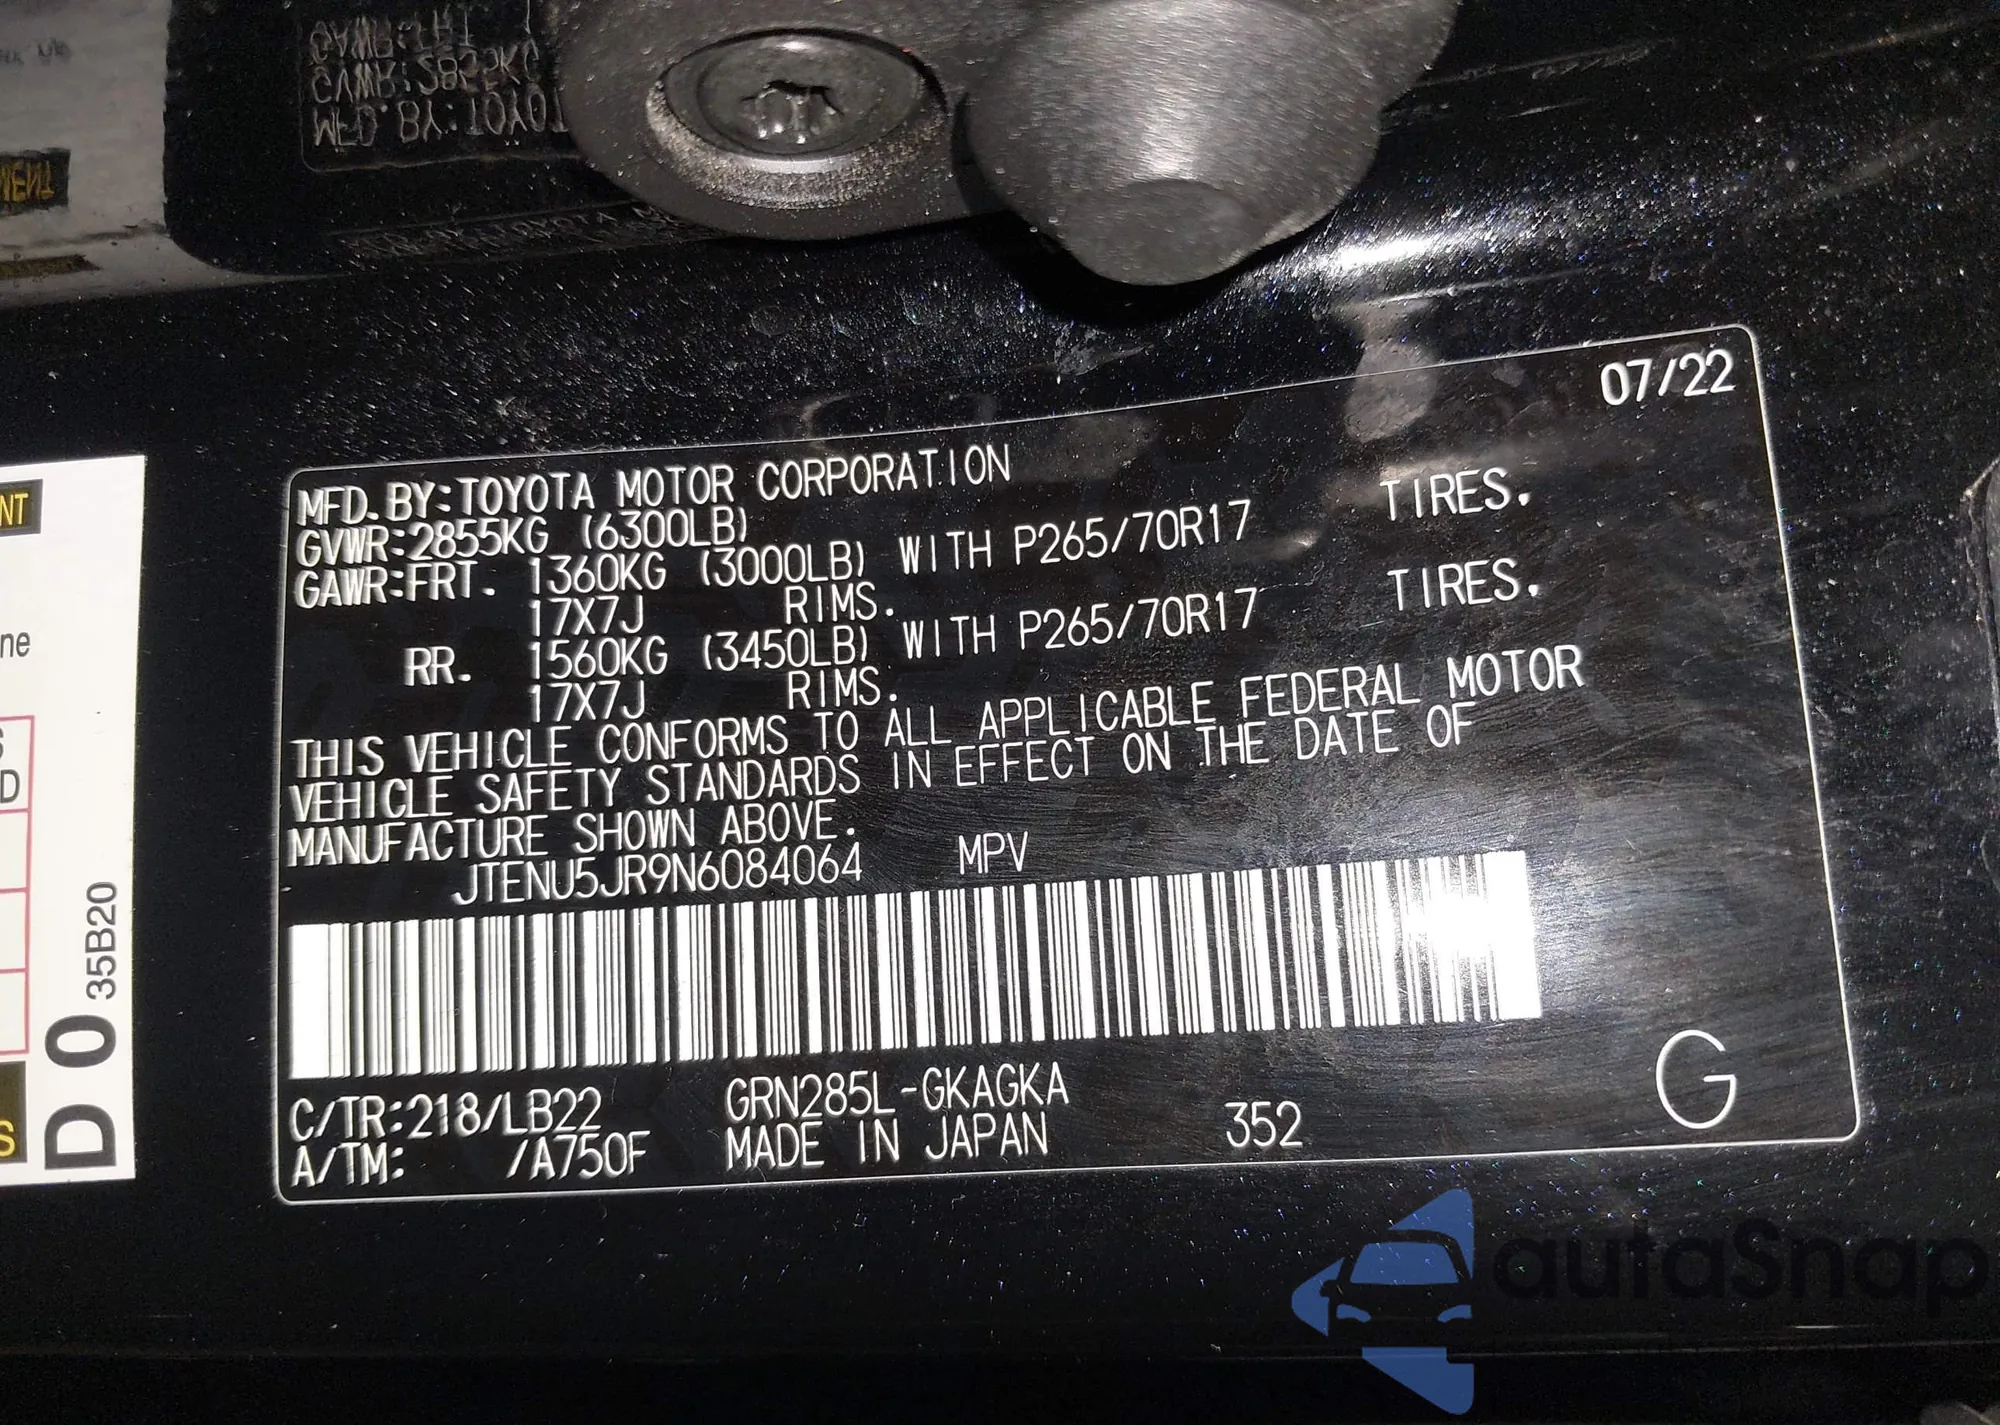 07/22
MFD. BY:TOYOTA MOTOR CORPORATION
GVWR:2855KG (6300LB)
GAWR:FRT. 1360KG (3000LB) WITH P265/70R17 TIRES.
17X7J RIMS.
RR. 1560KG (3450LB) WITH P265/70R17 TIRES.
17X7J RIMS.
THIS VEHICLE CONFORMS TO ALL APPLICABLE FEDERAL MOTOR
VEHICLE SAFETY STANDARDS IN EFFECT ON THE DATE OF
MANUFACTURE SHOWN ABOVE.
JTENU5JR9N6084064 MPV
C/TR:218/LB22 GRN285L-GKAGKA
A/TM: /A750F MADE IN JAPAN 352 G
NT
ne
D
S
D0 35B20
autoSnap